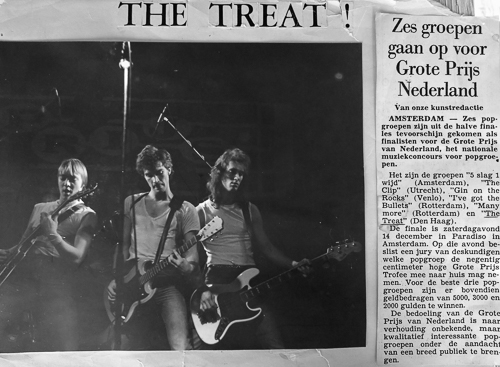 THE TREAT !
Zes groepen
gaan op voor
Grote Prijs
Nederland
Van onze kunstredactie
AMSTERDAM — Zes pop-
groepen zijn uit de halve fina-
les tevoorschijn gekomen als
finalisten voor de Grote Prijs
van Nederland, het nationale
muziekconcours voor popgroe-
pen.
Het zijn de groepen "5 slag 1
wijd" (Amsterdam), "The
Clip" (Utrecht), "Gin on the
Rocks" (Venlo), "I've got the
Bullets" (Rotterdam), "Many
more" (Rotterdam) en "The
Treat" (Den Haag).
De finale is zaterdagavond
14 december in Paradiso in
Amsterdam. Op die avond be-
slist een jury van deskundigen
welke popgroep de negentig
centimeter hoge Grote Prijs
Trofee mee naar huis mag ne-
men. Voor de beste drie pop-
groepen zijn er bovendien
geldbedragen van 5000, 3000 en
2000 gulden te winnen.
De bedoeling van de Grote
Prijs van Nederland is naar
verhouding onbekende, maar
kwalitatief interessante pop-
groepen onder de aandacht
van een breed publiek te bren-
gen.